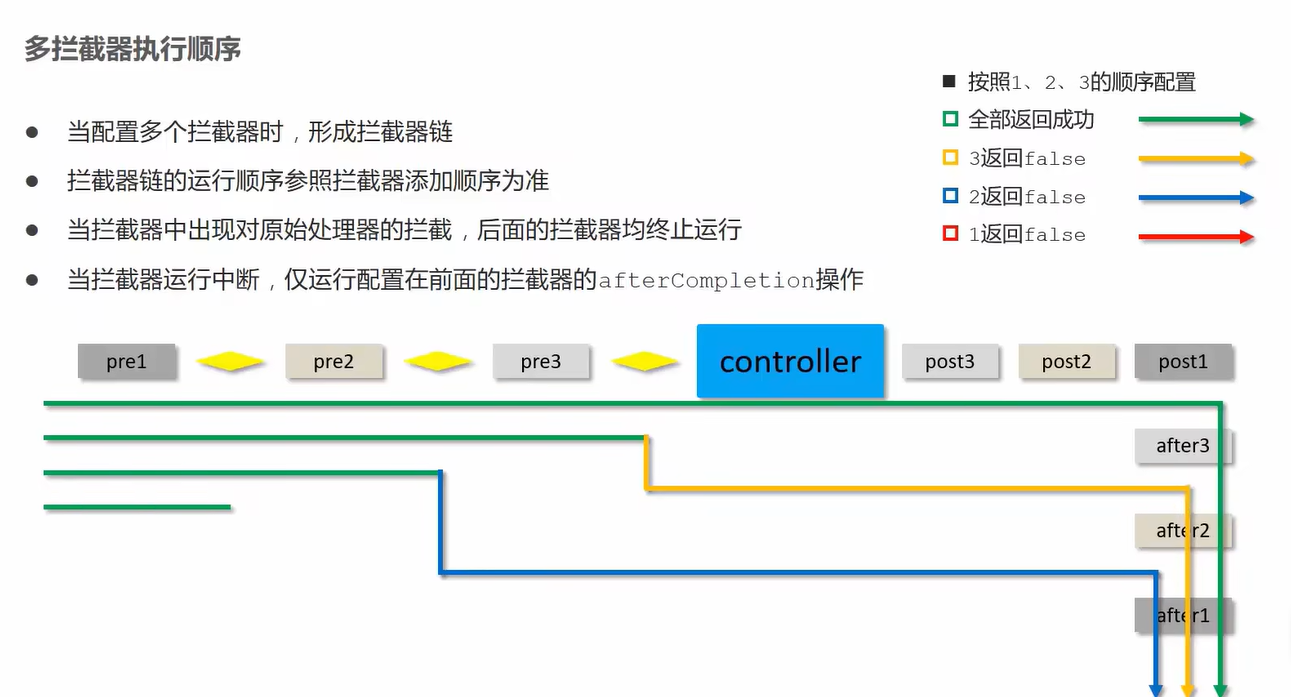 多拦截器执行顺序
当配置多个拦截器时，形成拦截器链
拦截器链的运行顺序参照拦截器添加顺序为准
当拦截器中出现对原始处理器的拦截，后面的拦截器均终止运行
当拦截器运行中断，仅运行配置在前面的拦截器的afterCompletion操作
按照1、2、3的顺序配置
全部返回成功
3返回false
2返回false
1返回false
pre1 pre2 pre3 controller post3 post2 post1
after3
after2
after1